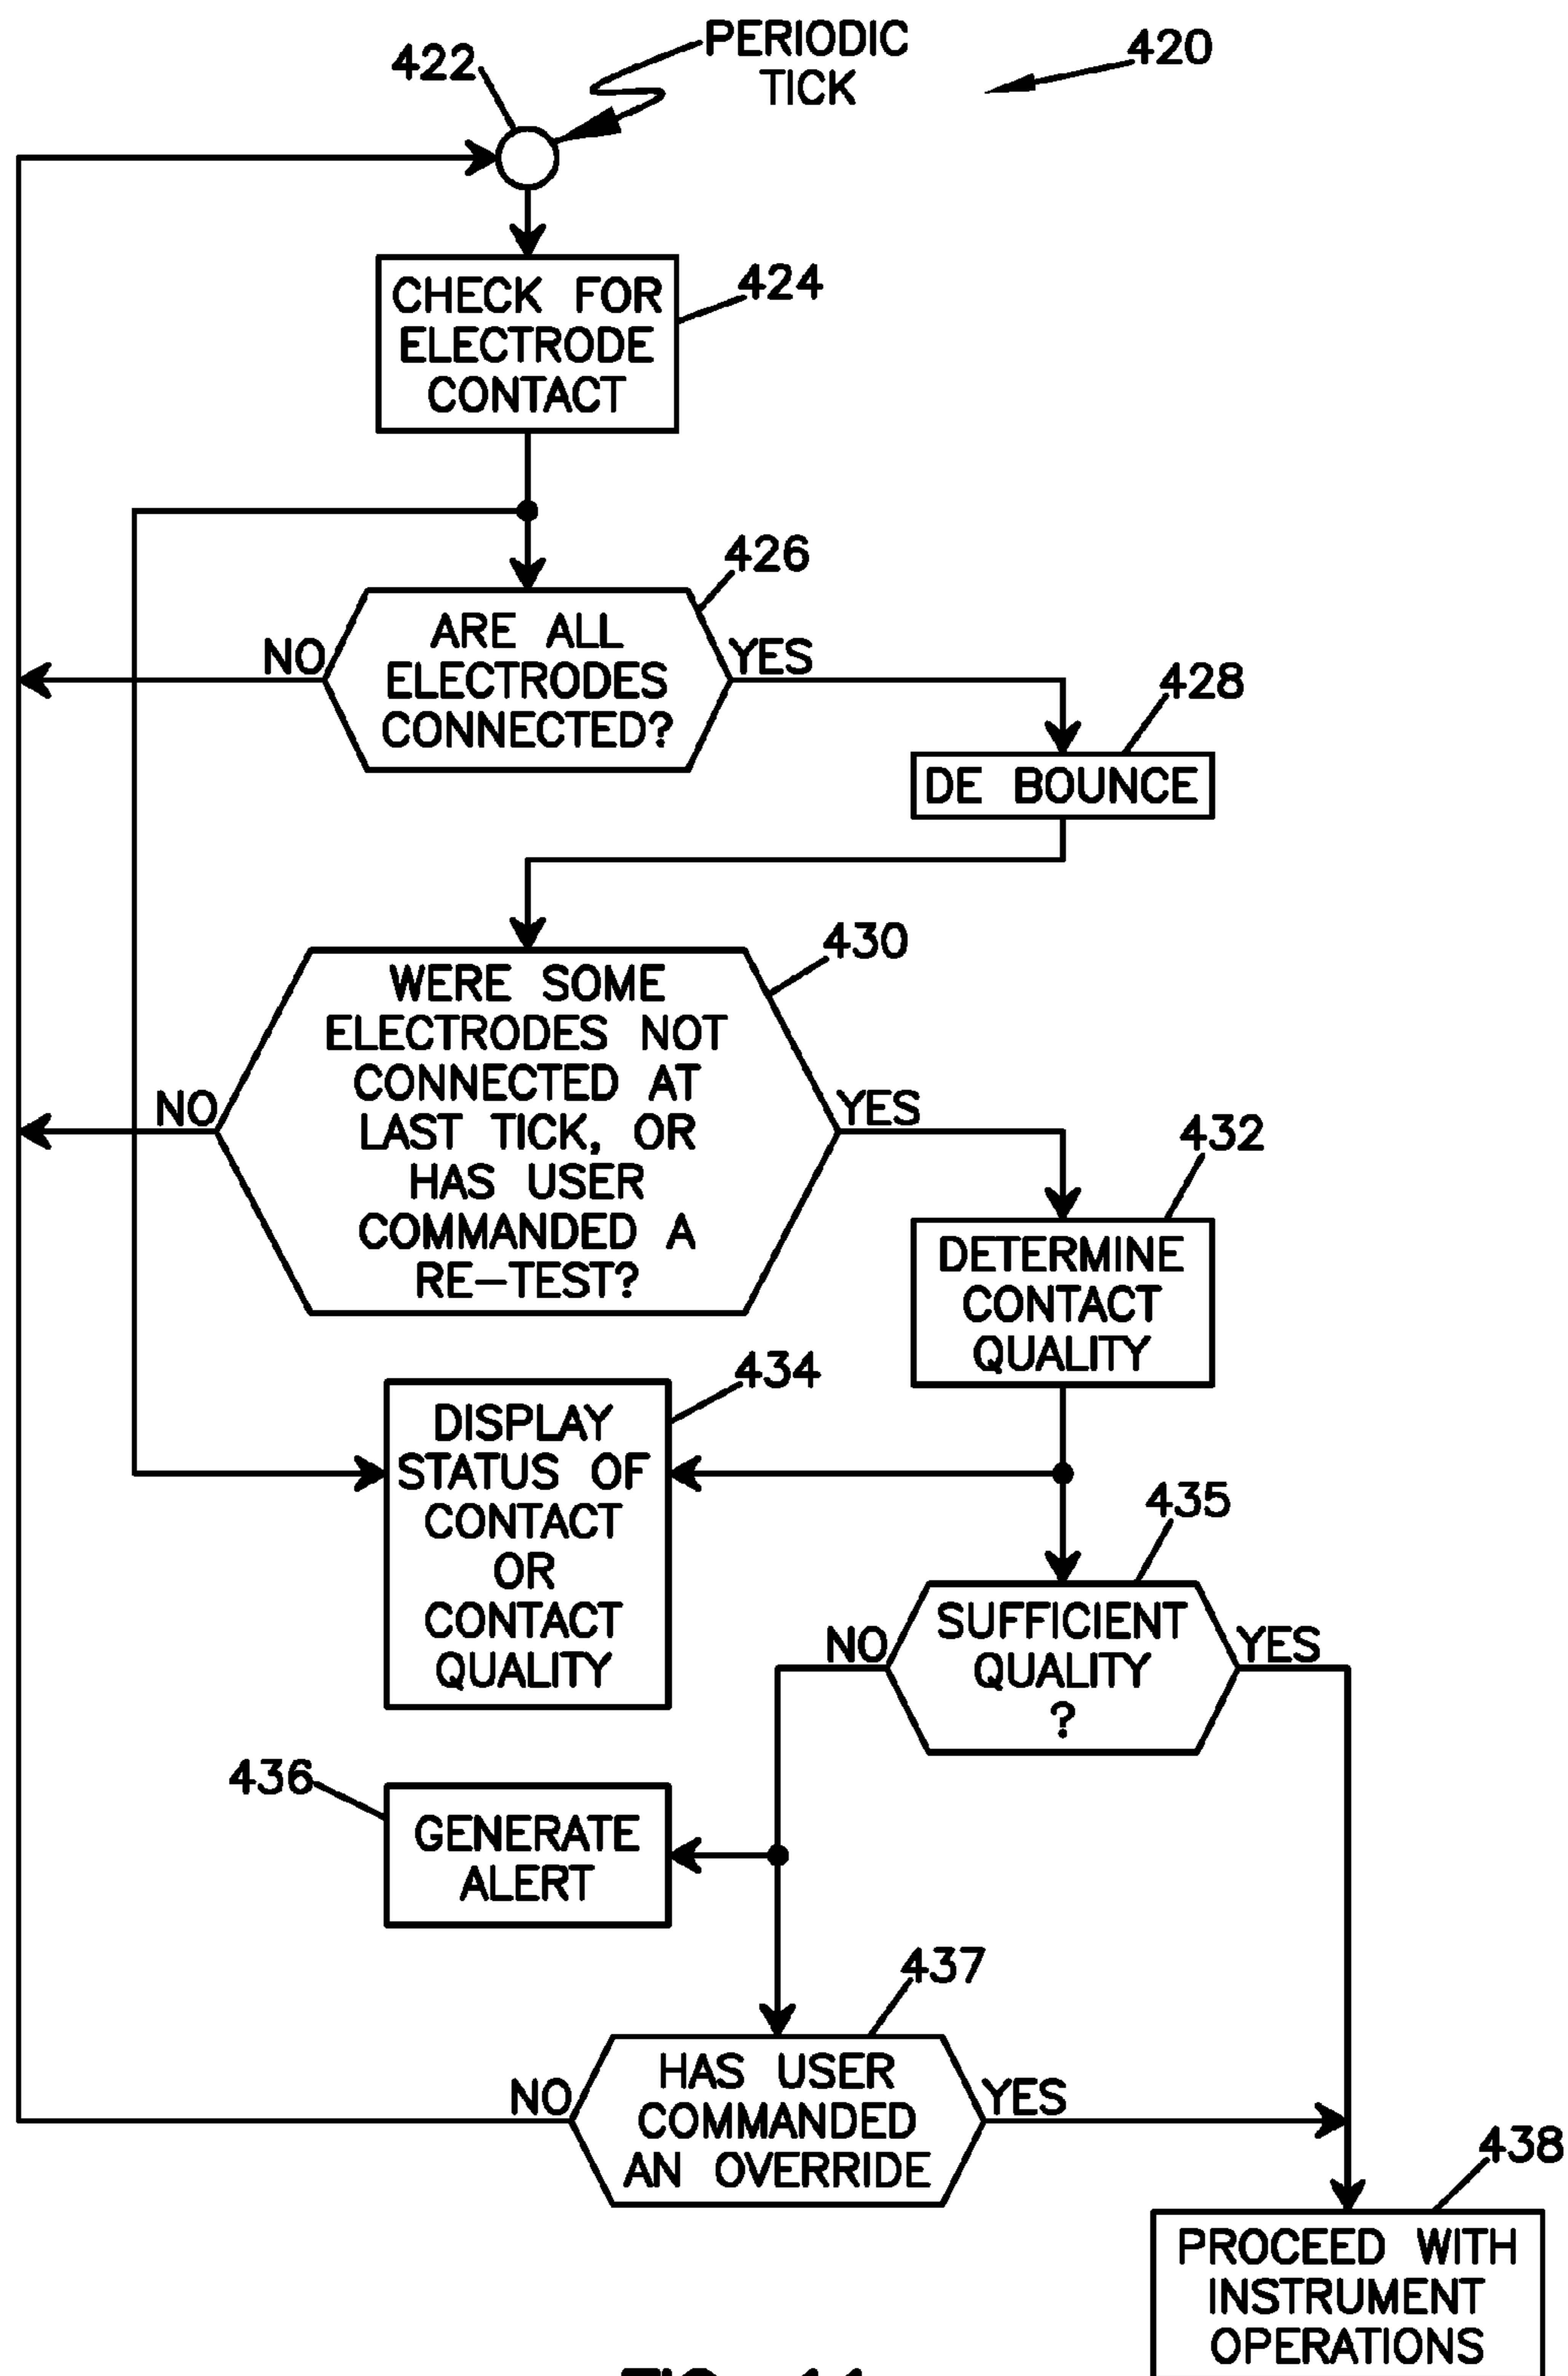 PERIODIC
TICK
422
420
CHECK FOR
ELECTRODE
CONTACT
424
426
ARE ALL
ELECTRODES
CONNECTED?
NO
YES
428
DE BOUNCE
430
WERE SOME
ELECTRODES NOT
CONNECTED AT
LAST TICK, OR
HAS USER
COMMANDED A
RE-TEST?
NO
YES
432
DETERMINE
CONTACT
QUALITY
434
DISPLAY
STATUS OF
CONTACT
OR
CONTACT
QUALITY
435
SUFFICIENT
QUALITY
?
NO
YES
436
GENERATE
ALERT
437
HAS USER
COMMANDED
AN OVERRIDE
NO
YES
438
PROCEED WITH
INSTRUMENT
OPERATIONS